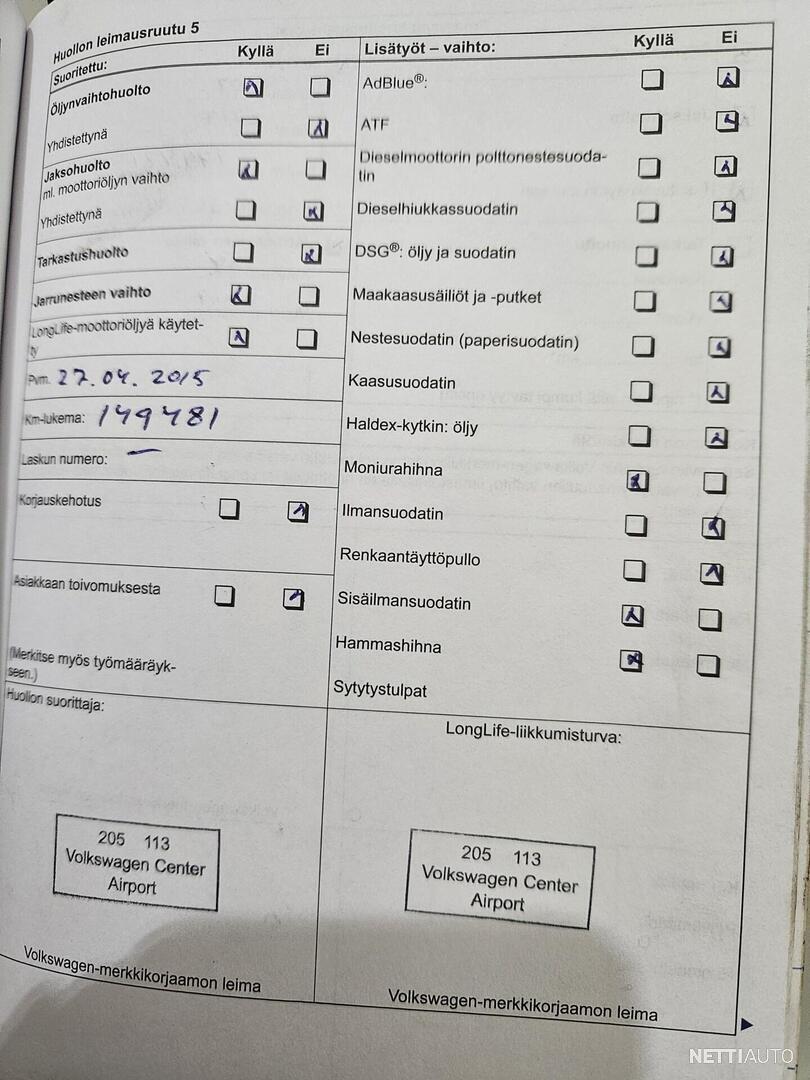 Huollon leimausruutu 5
Suoritettu: Kyllä Ei
Öljynvaihtohuolto
Yhdistettynä
Jaksohuolto
ml. moottoriöljyn vaihto
Yhdistettynä
Tarkastushuolto
Jarrunesteen vaihto
LongLife-moottoriöljyä käytet-
ty
Pvm. 27.04.2015
Km-lukema: 149481
Laskun numero: —
Korjauskehotus
Asiakkaan toivomuksesta
(Merkitse myös työmääräyk-
seen.)
Huollon suorittaja:
205 113
Volkswagen Center
Airport
Volkswagen-merkkikorjaamon leima
Lisätyöt – vaihto: Kyllä Ei
AdBlue®:
ATF
Dieselmoottorin polttonestesuoda-
tin
Dieselhiukkassuodatin
DSG®: öljy ja suodatin
Maakaasusäiliöt ja -putket
Nestesuodatin (paperisuodatin)
Kaasusuodatin
Haldex-kytkin: öljy
Moniurahihna
Ilmansuodatin
Renkaantäyttöpullo
Sisäilmansuodatin
Hammashihna
Sytytystulpat
LongLife-liikkumisturva:
205 113
Volkswagen Center
Airport
Volkswagen-merkkikorjaamon leima
NETTIAUTO